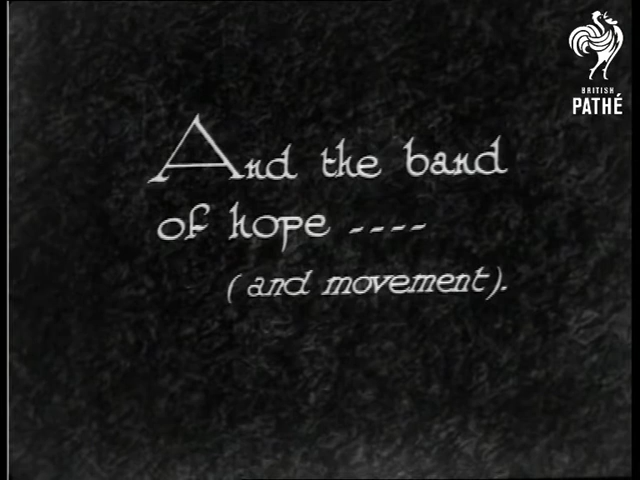 BRITISH
PATHÉ
And the band
of hope ----
(and movement).